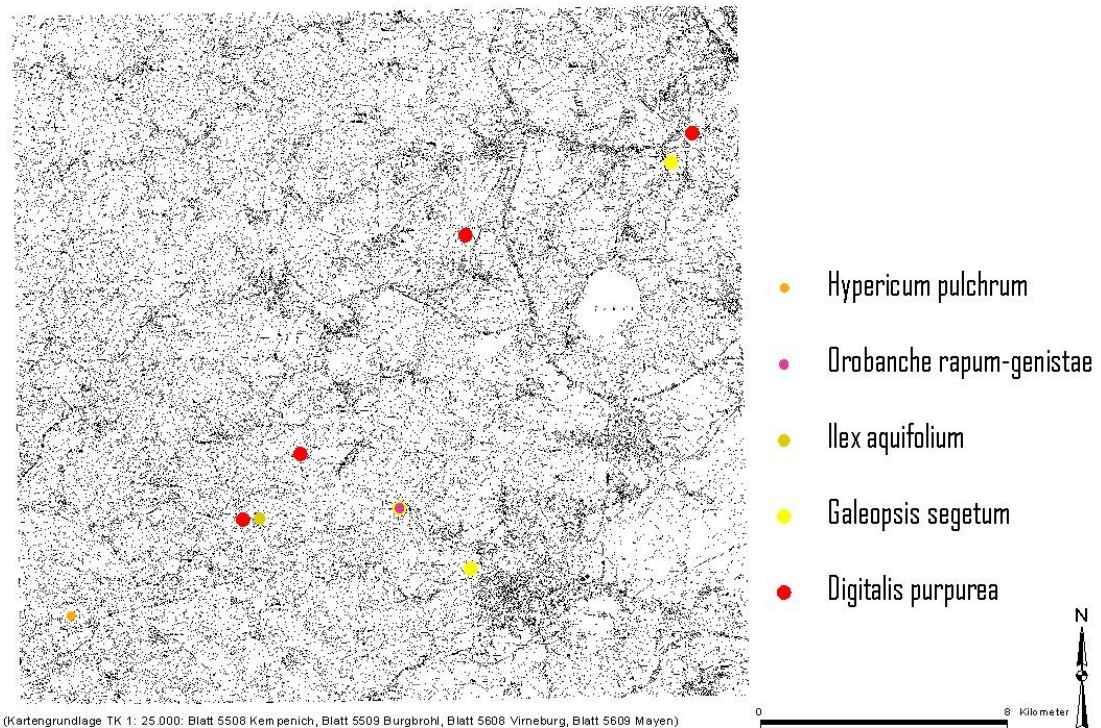 Hypericum pulchrum
Orobanche rapum-genistae
Ilex aquifolium
Galeopsis segetum
Digitalis purpurea
N
0 8 Kilometer
(Kartengrundlage TK 1: 25.000: Blatt 5508 Kempenich, Blatt 5509 Burgbrohl, Blatt 5608 Virneburg, Blatt 5609 Mayen)